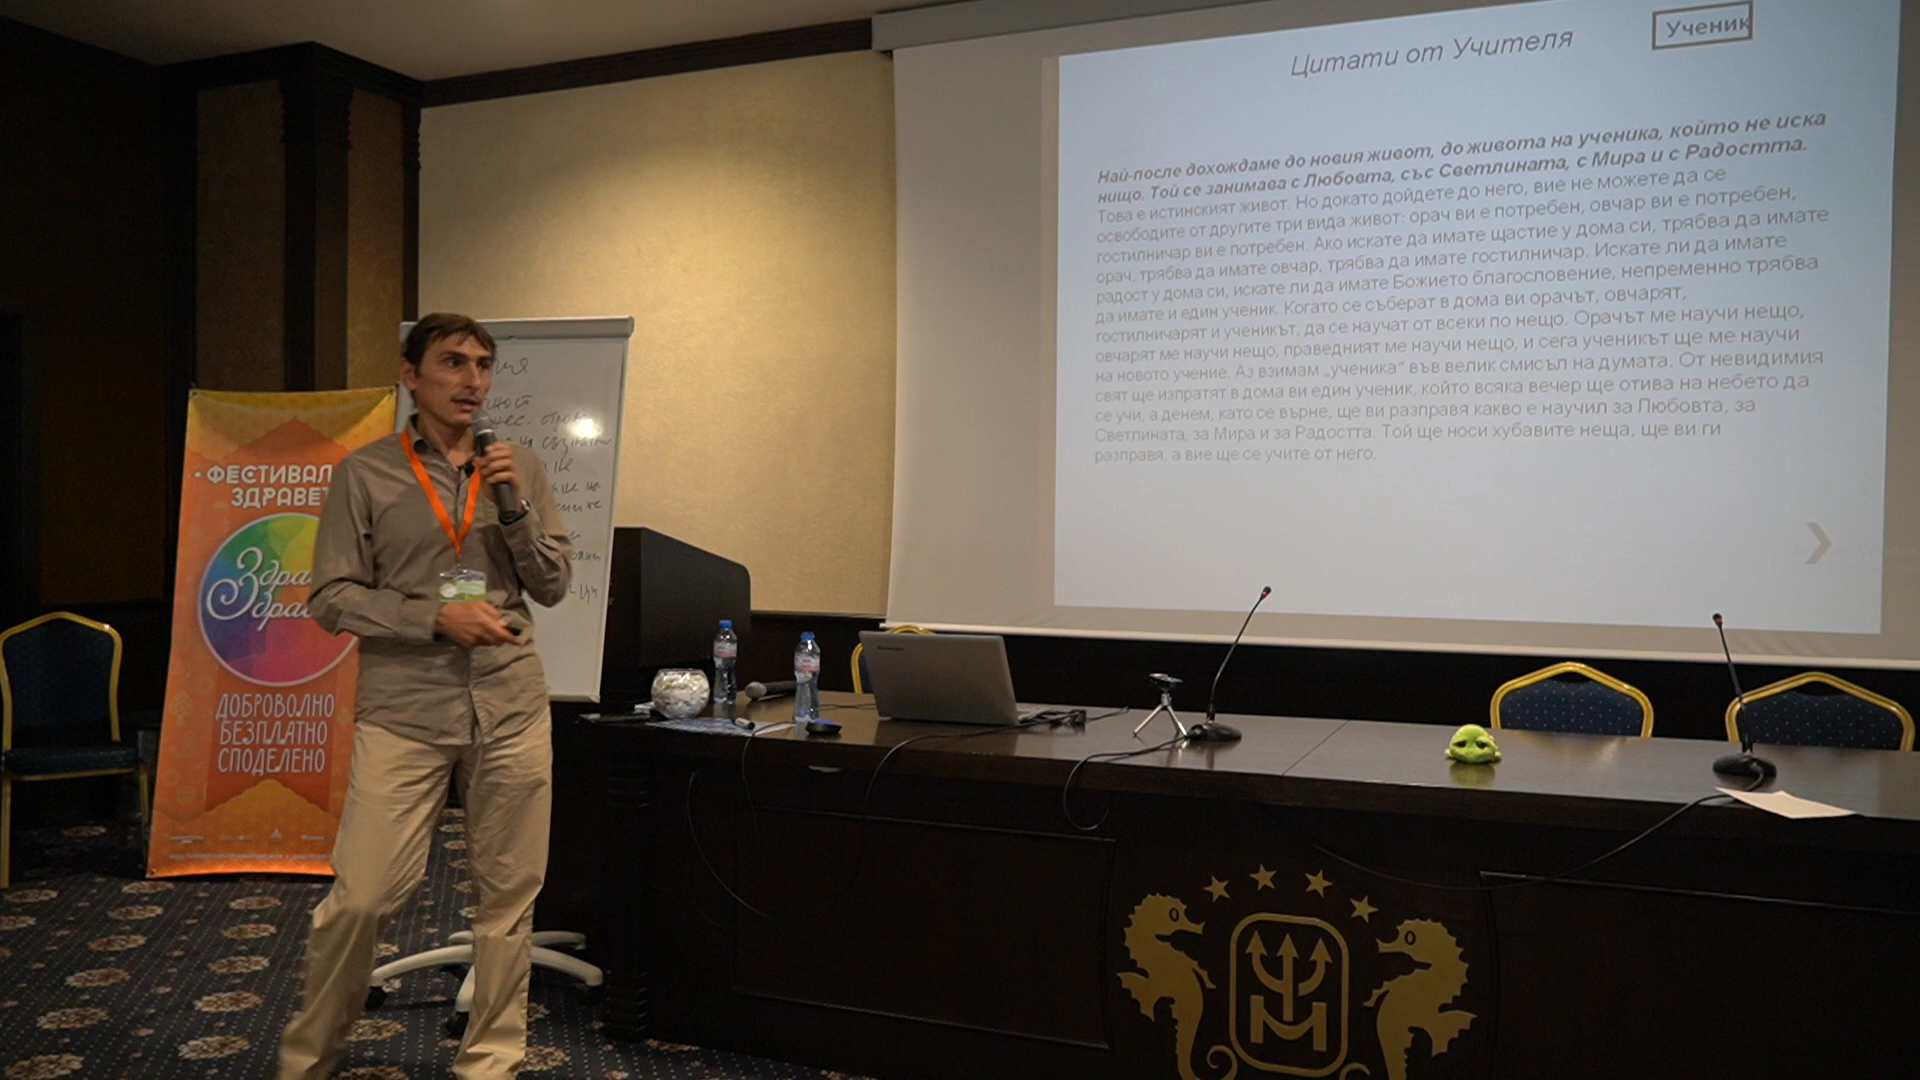 Ученик
Цитати от Учителя
Най-после дохождаме до новия живот, до живота на ученика, който не иска
нищо. Той се занимава с Любовта, със Светлината, с Мира и с Радостта.
Това е истинският живот. Но докато дойдете до него, вие не можете да се
освободите от другите три вида живот: орач ви е потребен, овчар ви е потребен,
гостилничар ви е потребен. Ако искате да имате щастие у дома си, трябва да имате
орач, трябва да имате овчар, трябва да имате гостилничар. Искате ли да имате
радост у дома си, искате ли да имате Божието благословение, непременно трябва
да имате и един ученик. Когато се съберат в дома ви орачът, овчарят,
гостилничарят и ученикът, да се научат от всеки по нещо. Орачът ме научи нещо,
овчарят ме научи нещо, праведният ме научи нещо, и сега ученикът ще ме научи
на новото учение. Аз взимам „ученика“ във велик смисъл на думата. От невидимия
свят ще изпратят в дома ви един ученик, който всяка вечер ще отива на небето да
се учи, а денем, като се върне, ще ви разправя какво е научил за Любовта, за
Светлината, за Мира и за Радостта. Той ще носи хубавите неща, ще ви ги
разправя, а вие ще се учите от него.
ФЕСТИВАЛ
ЗДРАВЕТ
Здра
Здрав
ДОБРОВОЛНО
БЕЗПЛАТНО
СПОДЕЛЕНО
М